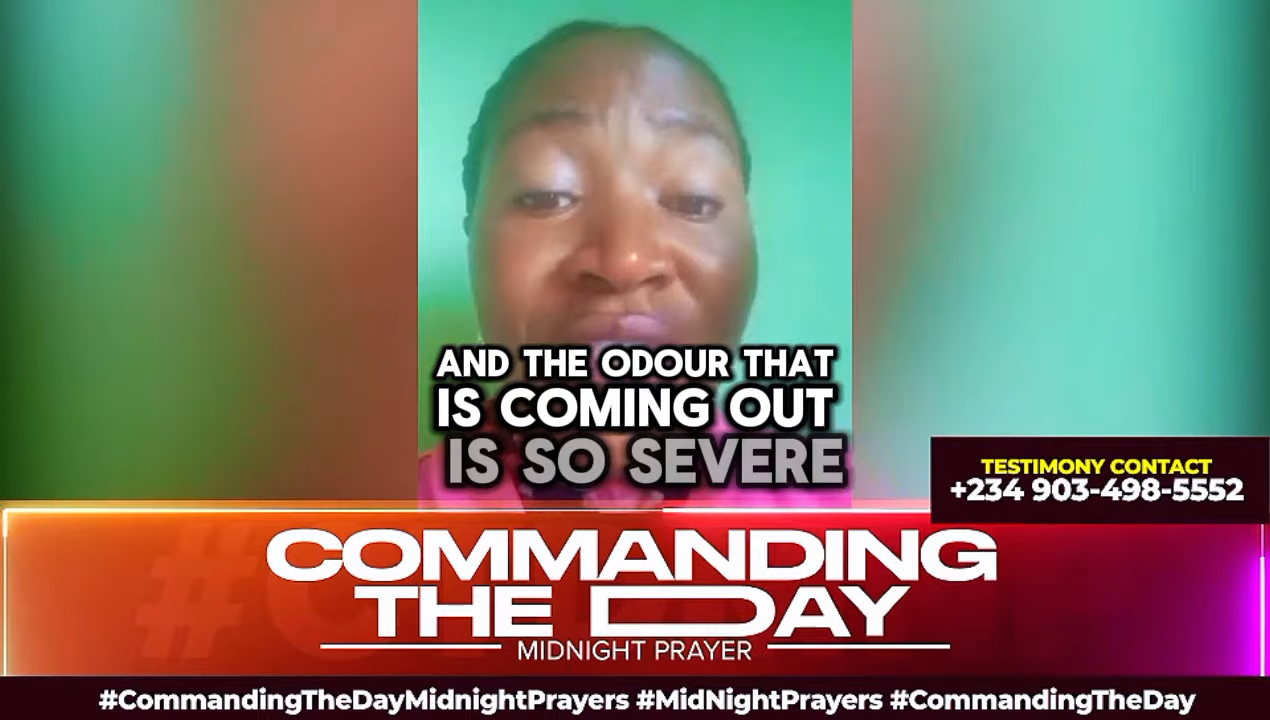 AND THE ODOUR THAT
IS COMING OUT
IS SO SEVERE
TESTIMONY CONTACT
+234 903-498-5552
COMMANDING
THE DAY
MIDNIGHT PRAYER
#CommandingTheDayMidnightPrayers #MidNightPrayers #CommandingTheDay